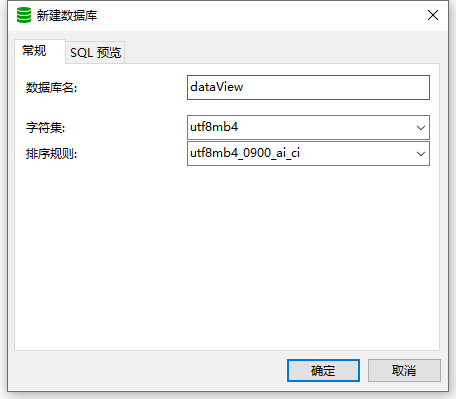 新建数据库
常规
SQL 预览
数据库名:
dataView
字符集:
utf8mb4
排序规则:
utf8mb4_0900_ai_ci
确定
取消